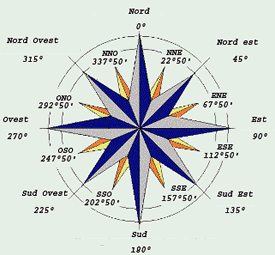 Nord
0°
Nord Ovest
315°
Nord est
45°
NNO
337°50'
NNE
22°50'
ONO
292°50'
ENE
67°50'
Ovest
270°
Est
90°
OSO
247°50'
ESE
112°50'
SSO
202°50'
SSE
157°50'
Sud Ovest
225°
Sud Est
135°
Sud
180°